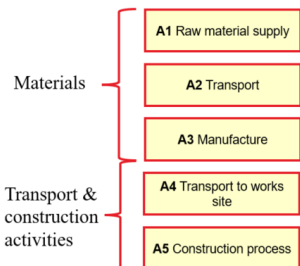 Materials
A1 Raw material supply
A2 Transport
A3 Manufacture
Transport &
construction
activities
A4 Transport to works
site
A5 Construction process